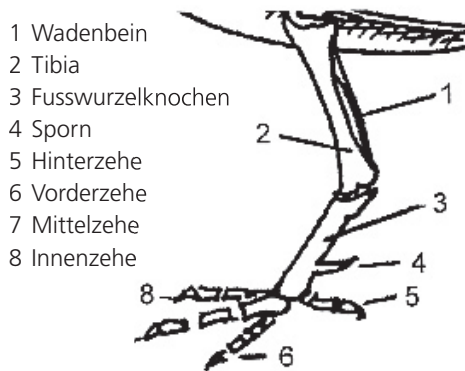 1 Wadenbein
2 Tibia
3 Fusswurzelknochen
4 Sporn
5 Hinterzehe
6 Vorderzehe
7 Mittelzehe
8 Innenzehe
1
2
3
4
5
8
6